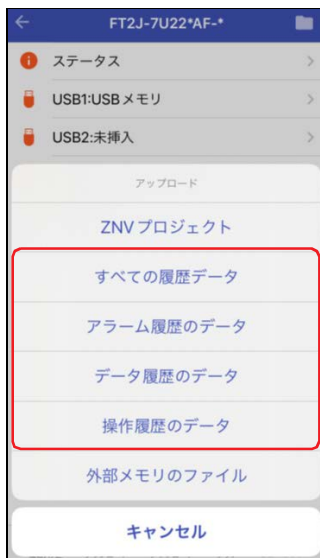 FT2J-7U22*AF-*
ステータス
USB1:USBメモリ
USB2:未挿入
アップロード
ZNVプロジェクト
すべての履歴データ
アラーム履歴のデータ
データ履歴のデータ
操作履歴のデータ
外部メモリのファイル
キャンセル